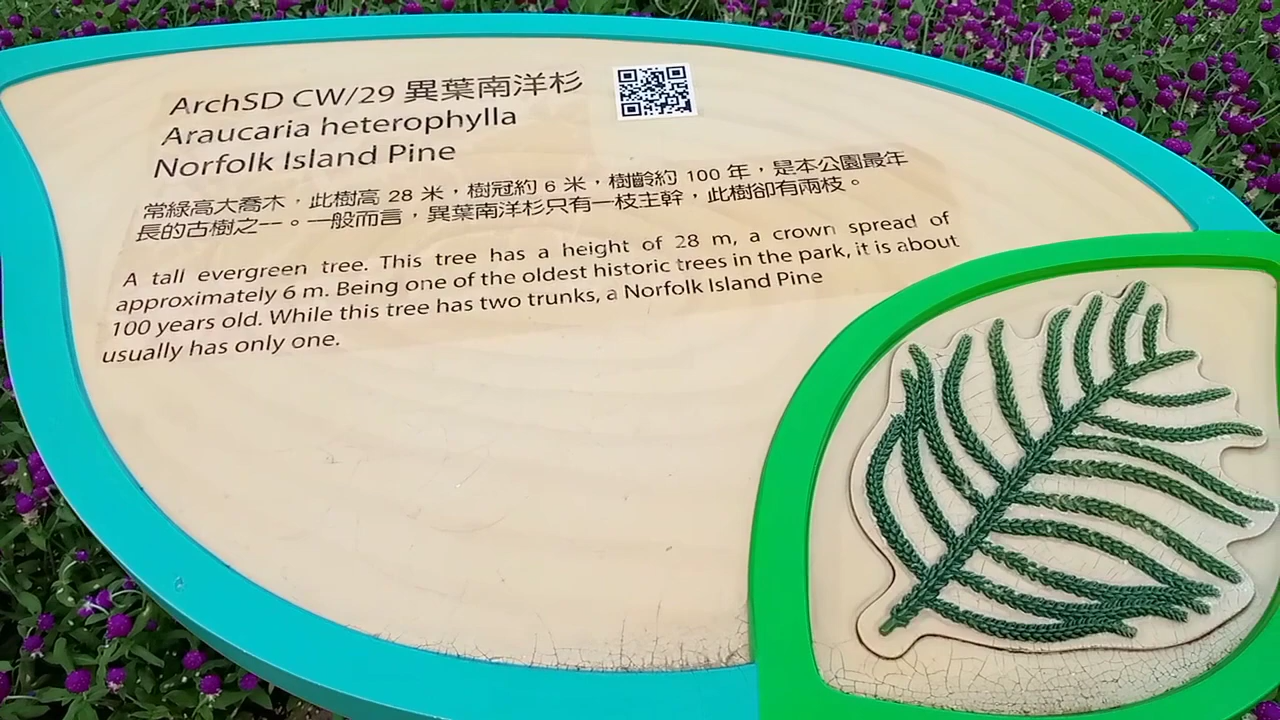 ArchSD CW/29 異葉南洋杉
Araucaria heterophylla
Norfolk Island Pine
常綠高大喬木，此樹高 28 米，樹冠約 6 米，樹齡約 100 年，是本公園最年
長的古樹之一。一般而言，異葉南洋杉只有一枝主幹，此樹卻有兩枝。
A tall evergreen tree. This tree has a height of 28 m, a crown spread of
approximately 6 m. Being one of the oldest historic trees in the park, it is about
100 years old. While this tree has two trunks, a Norfolk Island Pine
usually has only one.